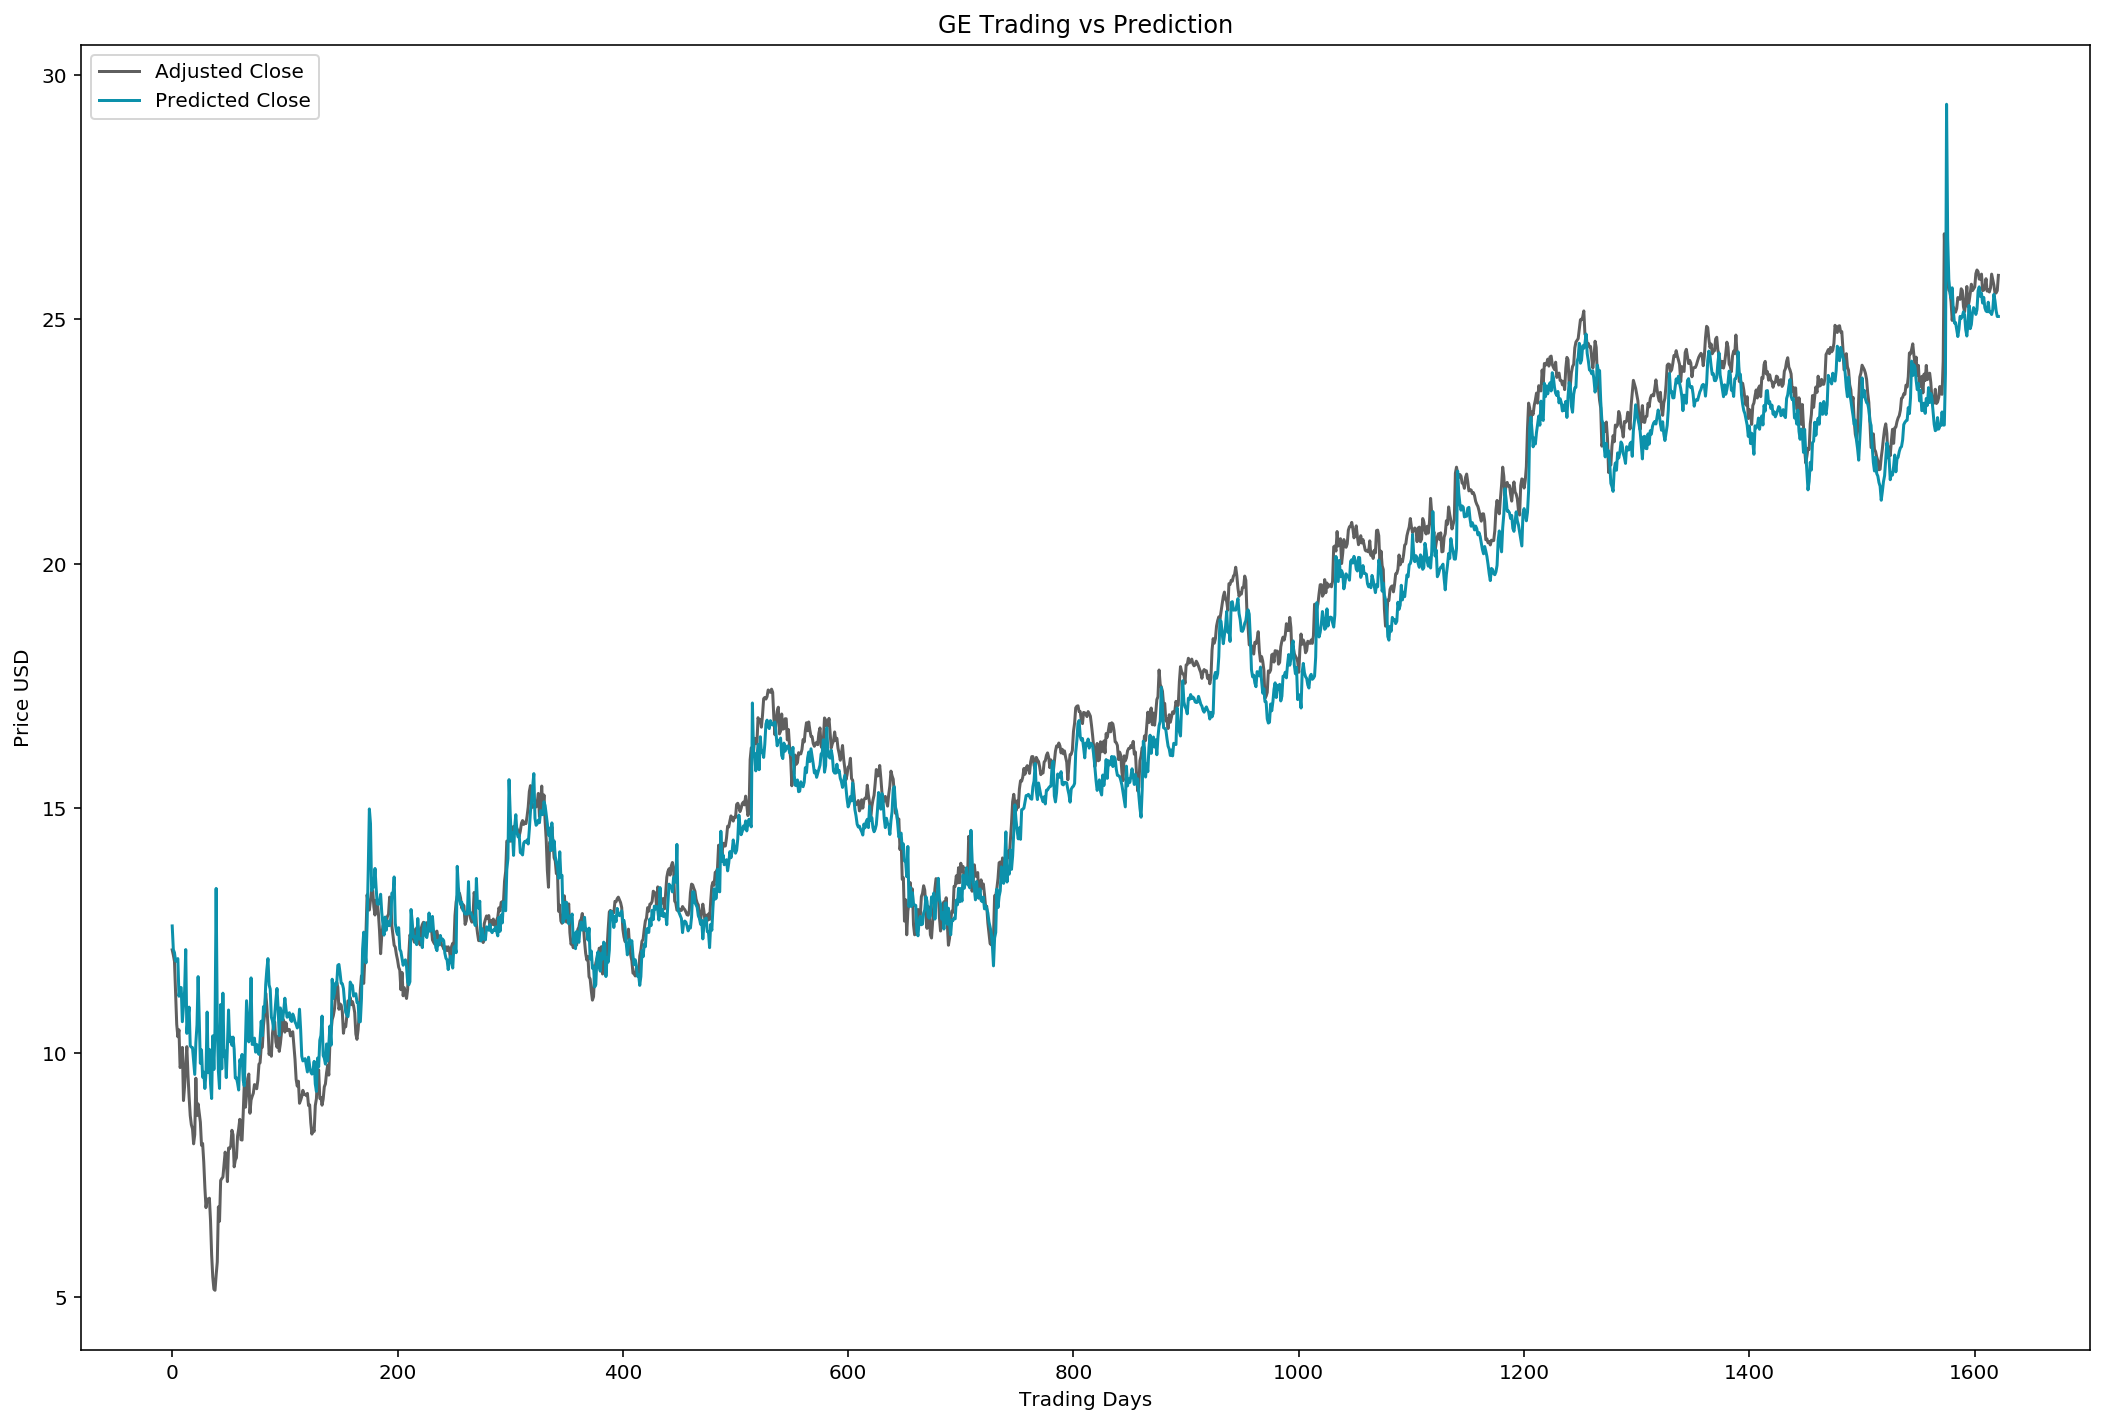 GE Trading vs Prediction
Adjusted Close
Predicted Close
30
25
20
15
10
5
Price USD
0 200 400 600 800 1000 1200 1400 1600
Trading Days